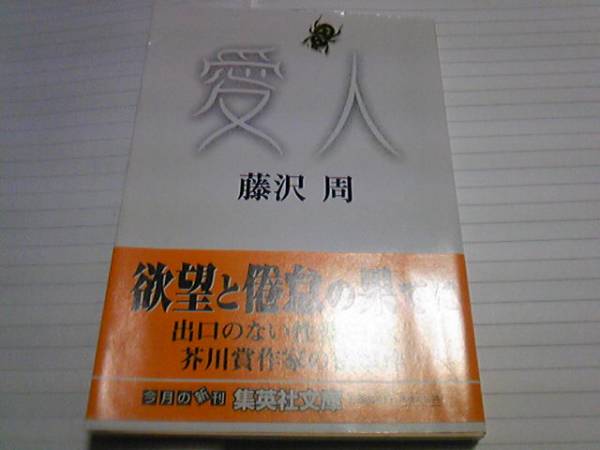 愛人
藤沢 周
欲望と倦怠の果てに
出口のない
芥川賞作家の
今月の新刊 集英社文庫